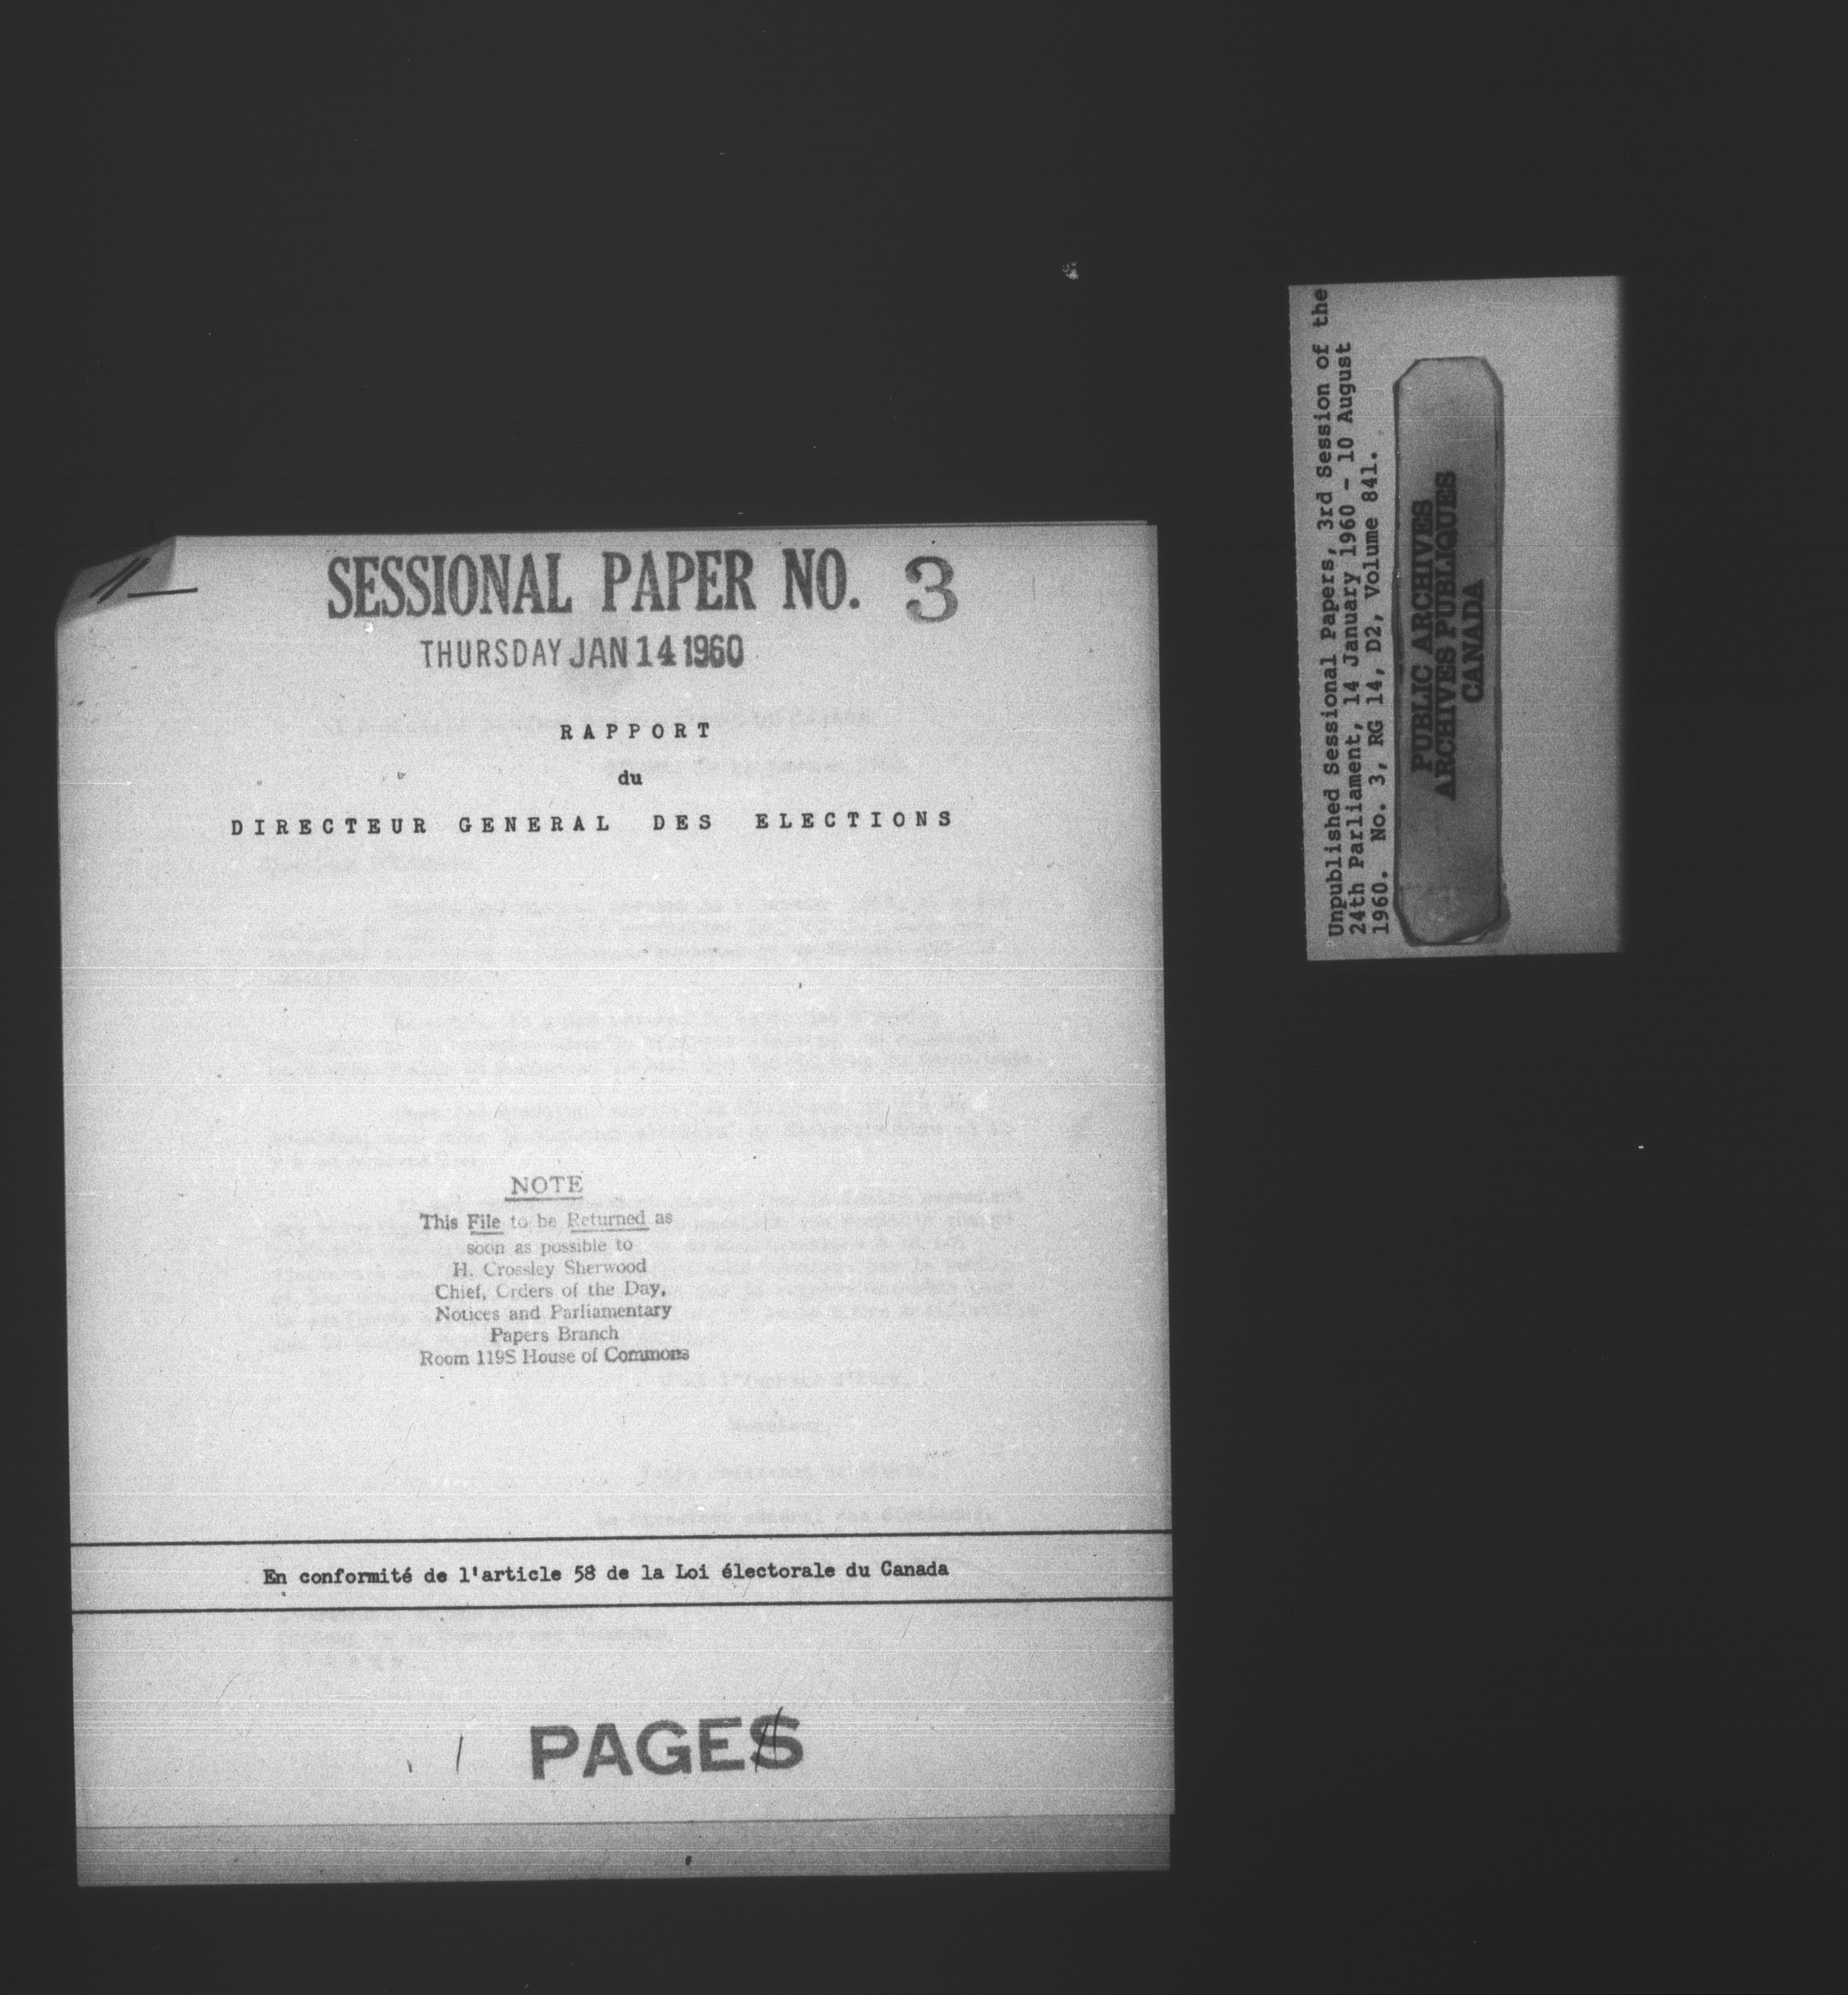 SESSIONAL PAPER NO. 3
THURSDAY JAN 14 1960
RAPPORT
du
DIRECTEUR GENERAL DES ELECTIONS
NOTE
This File to be Returned as
soon as possible to
H. Crossley Sherwood
Chief, Orders of the Day,
Notices and Parliamentary
Papers Branch
Room 119S House of Commons
En conformité de l'article 58 de la Loi électorale du Canada
1 PAGES
Unpublished Sessional Papers, 3rd Session of the
24th Parliament, 14 January 1960 - 10 August
1960. No. 3, RG 14, D2, Volume 841.
PUBLIC ARCHIVES
ARCHIVES PUBLIQUES
CANADA